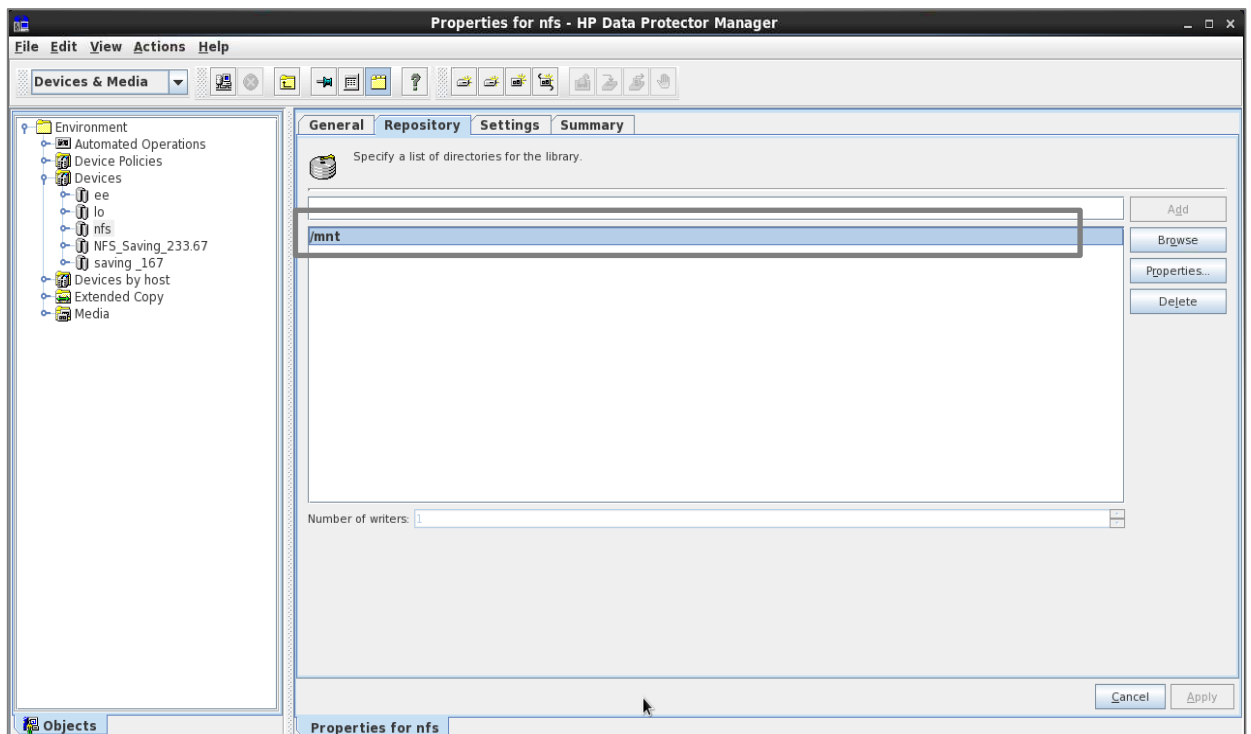 Properties for nfs - HP Data Protector Manager
File Edit View Actions Help
Devices & Media
Environment
Automated Operations
Device Policies
Devices
ee
lo
nfs
NFS_Saving_233.67
saving _167
Devices by host
Extended Copy
Media
Objects
General Repository Settings Summary
Specify a list of directories for the library.
Add
/mnt
Browse
Properties...
Delete
Number of writers: 1
Cancel Apply
Properties for nfs